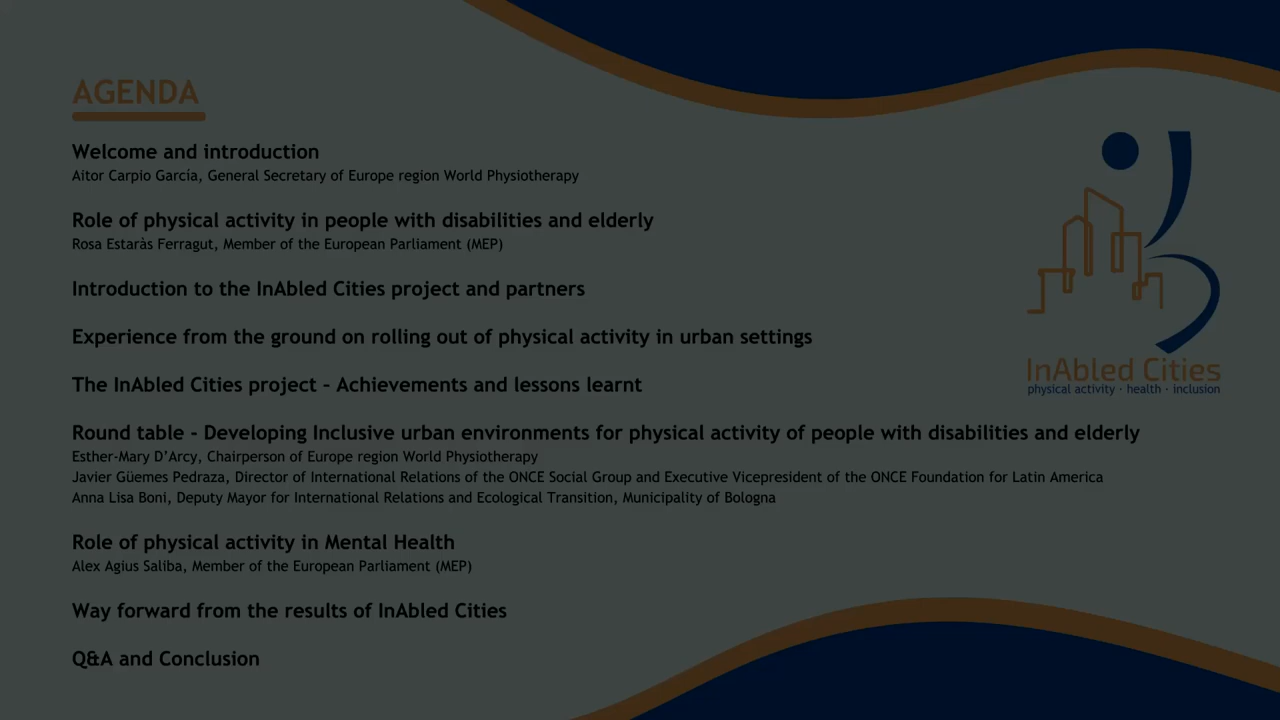 AGENDA
Welcome and introduction
Aitor Carpio García, General Secretary of Europe region World Physiotherapy
Role of physical activity in people with disabilities and elderly
Rosa Estaràs Ferragut, Member of the European Parliament (MEP)
Introduction to the InAbled Cities project and partners
Experience from the ground on rolling out of physical activity in urban settings
The InAbled Cities project – Achievements and lessons learnt
Round table - Developing Inclusive urban environments for physical activity of people with disabilities and elderly
Esther-Mary D’Arcy, Chairperson of Europe region World Physiotherapy
Javier Güemes Pedraza, Director of International Relations of the ONCE Social Group and Executive Vicepresident of the ONCE Foundation for Latin America
Anna Lisa Boni, Deputy Mayor for International Relations and Ecological Transition, Municipality of Bologna
Role of physical activity in Mental Health
Alex Agius Saliba, Member of the European Parliament (MEP)
Way forward from the results of InAbled Cities
Q&A and Conclusion
InAbled Cities
physical activity · health · inclusion